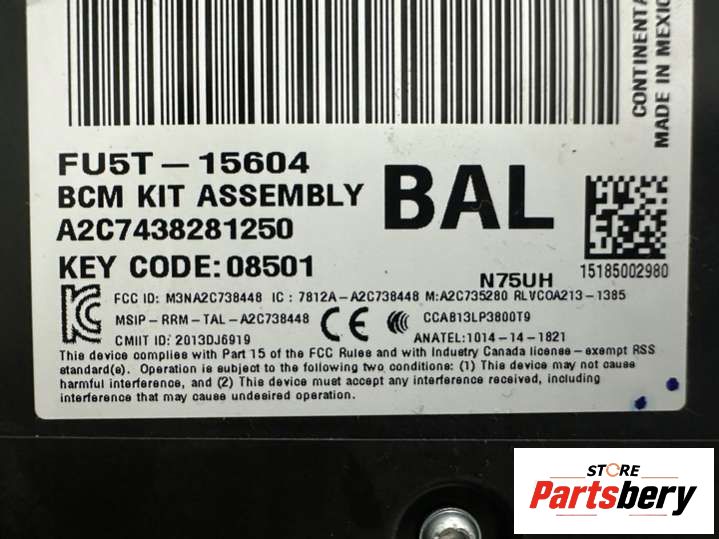 CONTINENTA
MADE IN MEXIC
FU5T-15604
BCM KIT ASSEMBLY
BAL
A2C7438281250
KEY CODE:08501
N75UH
15185002980
FCC ID: M3NA2C738448 IC : 7812A-A2C738448 M:A2C735280 RLVCOA213-1385
MSIP-RRM-TAL-A2C738448
CE
CCAB13LP3800T9
CMIIT ID: 2013DJ6919
ANATEL:1014-14-1821
This device complies with Part 15 of the FCC Rules and with Industry Canada license-exempt RSS
standard(s). Operation is subject to the following two conditions: (1) This device may not cause
harmful interference, and (2) This device must accept any interference received, including
interference that may cause undesired operation.
STORE
Partsbery